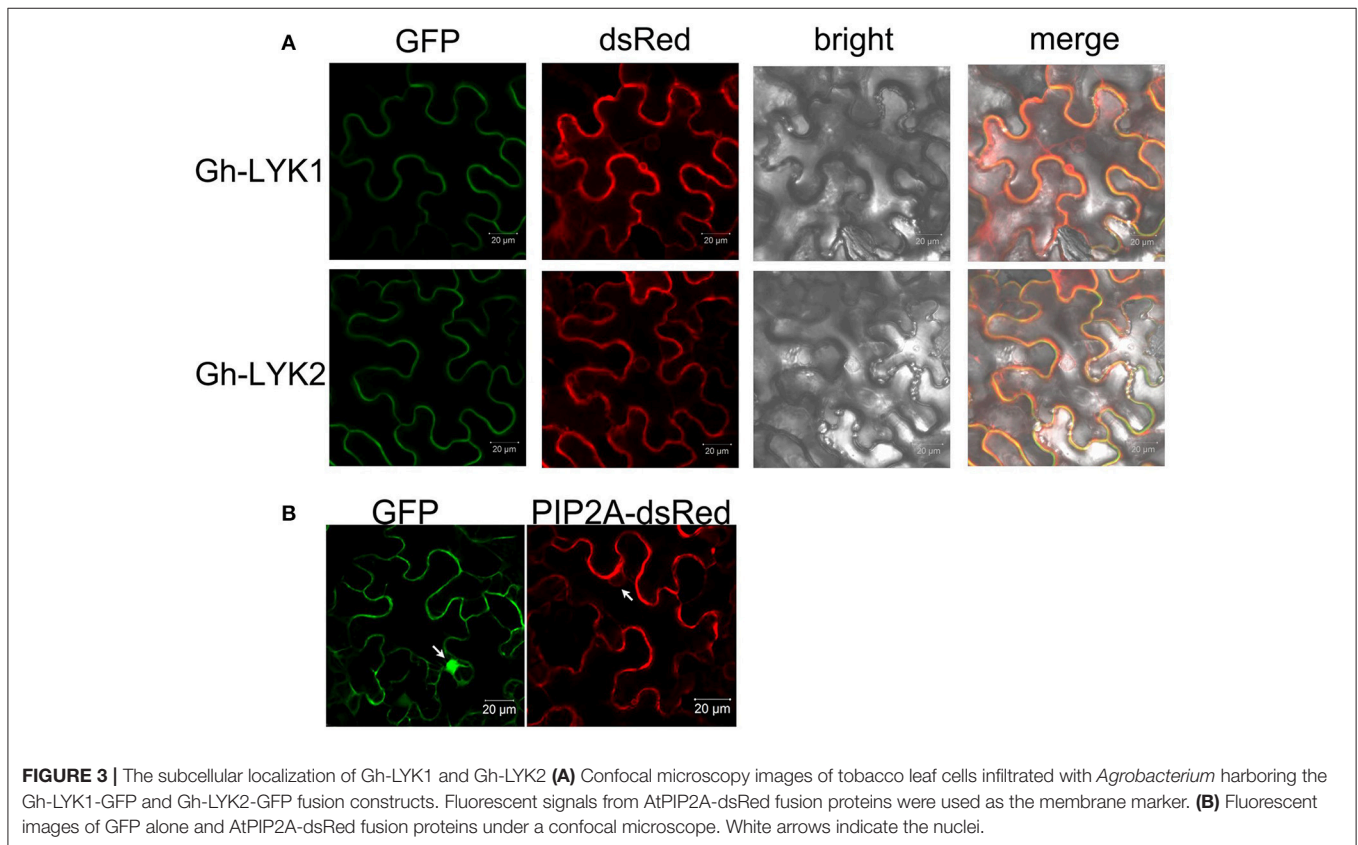 A GFP dsRed bright merge
Gh-LYK1
20 µm 20 µm 20 µm 20 µm
Gh-LYK2
20 µm 20 µm 20 µm 20 µm
B GFP PIP2A-dsRed
20 µm 20 µm
FIGURE 3 | The subcellular localization of Gh-LYK1 and Gh-LYK2 (A) Confocal microscopy images of tobacco leaf cells infiltrated with Agrobacterium harboring the
Gh-LYK1-GFP and Gh-LYK2-GFP fusion constructs. Fluorescent signals from AtPIP2A-dsRed fusion proteins were used as the membrane marker. (B) Fluorescent
images of GFP alone and AtPIP2A-dsRed fusion proteins under a confocal microscope. White arrows indicate the nuclei.